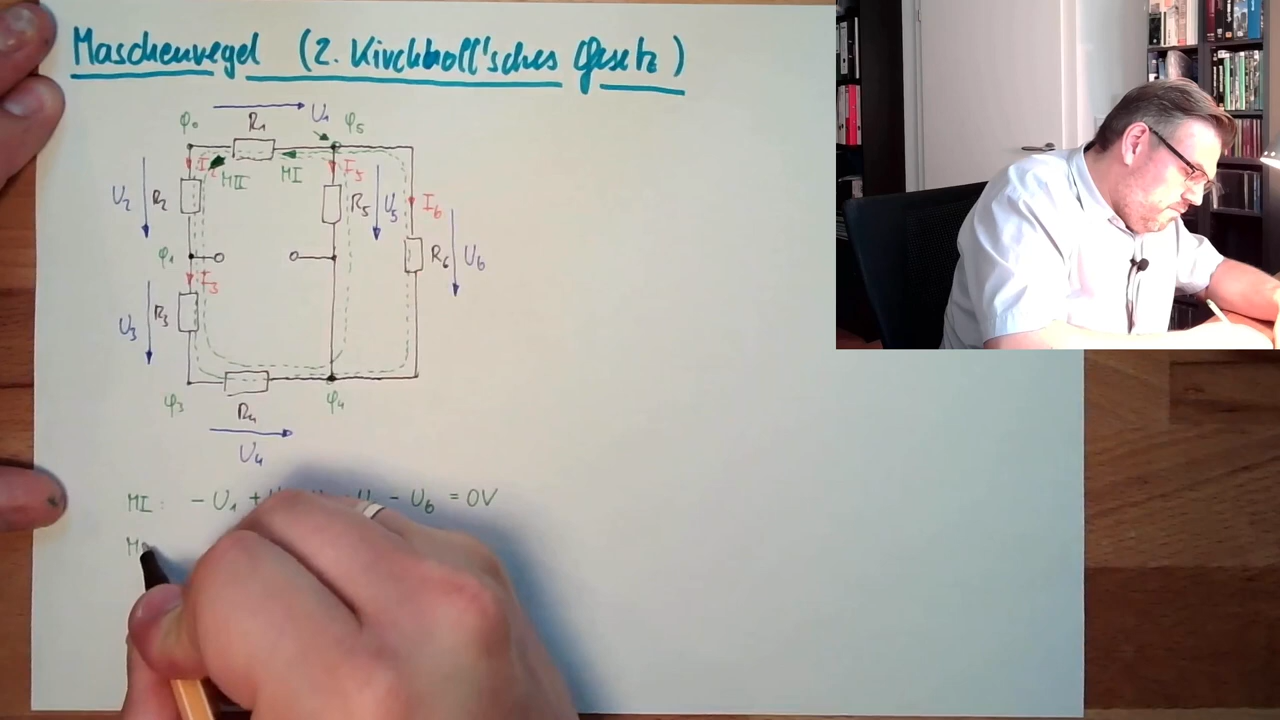 Maschenregel (2. Kirchhoff'sches Gesetz)
U₁
φ₀ R₁ φ₅
I₂ MII MI I₅
U₂ R₂ R₅ U₅ I₆
φ₁ R₆ U₆
I₃
U₃ R₃
φ₃ R₄ φ₄
U₄
MI: - U₁ + - U₆ = 0V